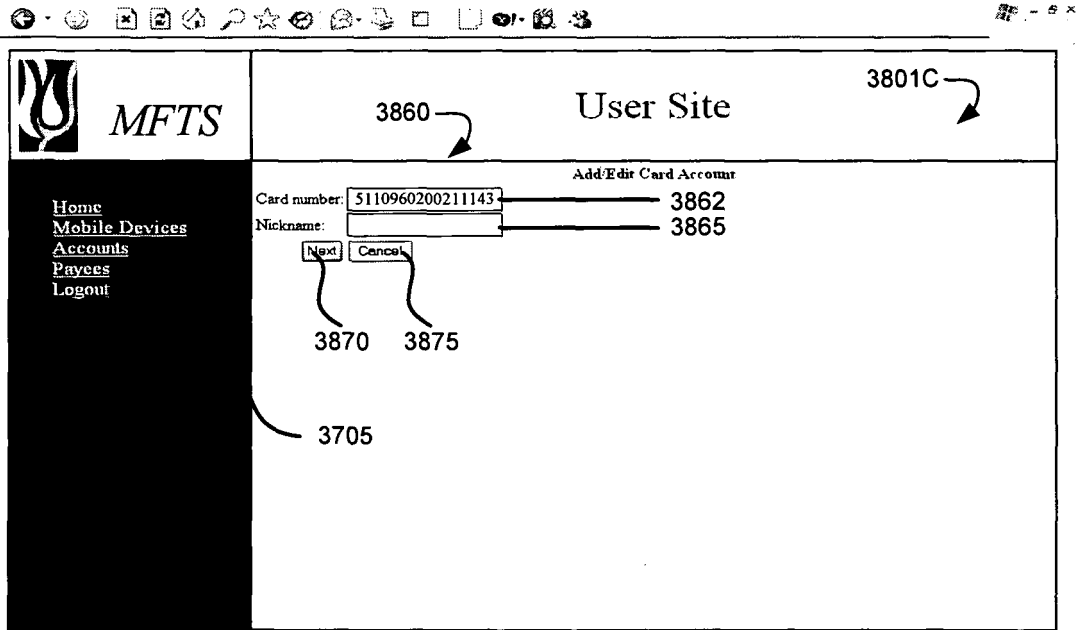 3801C
MFTS
3860
User Site
Add/Edit Card Account
Home
Mobile Devices
Accounts
Payees
Logout
Card number: 5110960200211143
3862
Nickname:
3865
Next Cancel
3870 3875
3705